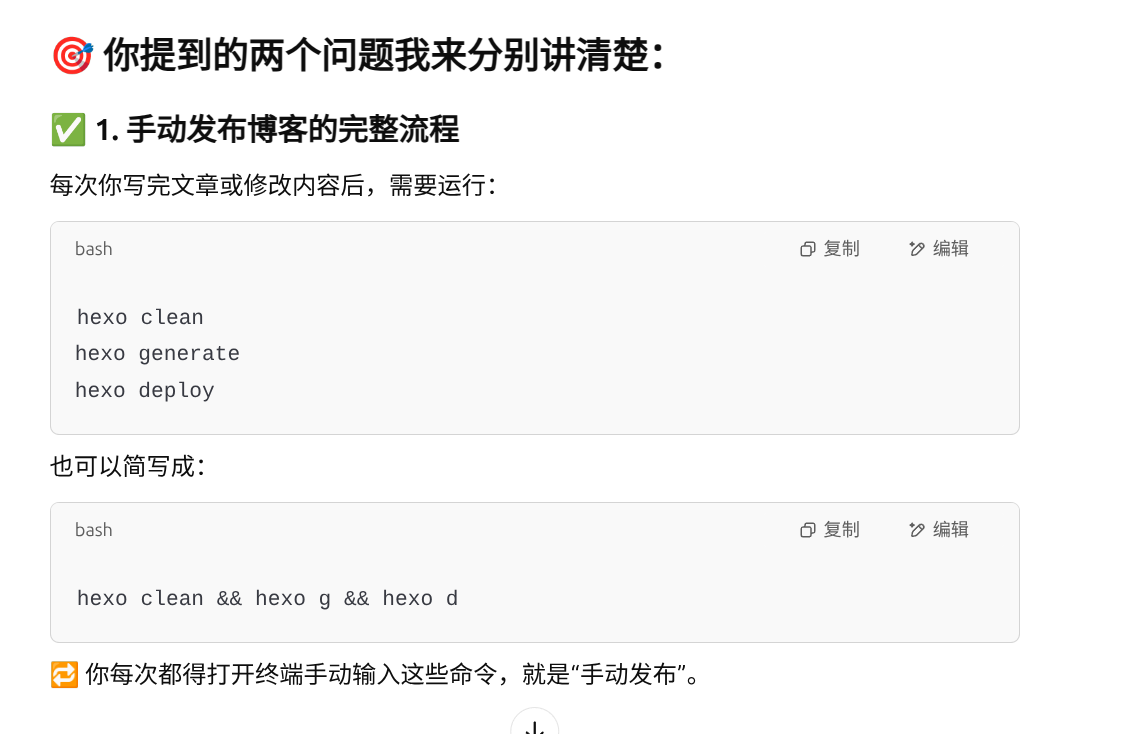 🎯 你提到的两个问题我来分别讲清楚：
✅ 1. 手动发布博客的完整流程
每次你写完文章或修改内容后，需要运行：
bash 复制 编辑
hexo clean
hexo generate
hexo deploy
也可以简写成：
bash 复制 编辑
hexo clean && hexo g && hexo d
🔁 你每次都得打开终端手动输入这些命令，就是“手动发布”。